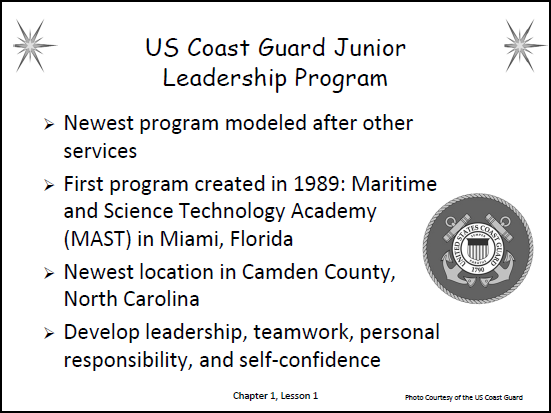 US Coast Guard Junior
Leadership Program
➢ Newest program modeled after other
services
➢ First program created in 1989: Maritime
and Science Technology Academy
(MAST) in Miami, Florida
➢ Newest location in Camden County,
North Carolina
➢ Develop leadership, teamwork, personal
responsibility, and self-confidence
UNITED STATES COAST GUARD
1790
Chapter 1, Lesson 1
Photo Courtesy of the US Coast Guard